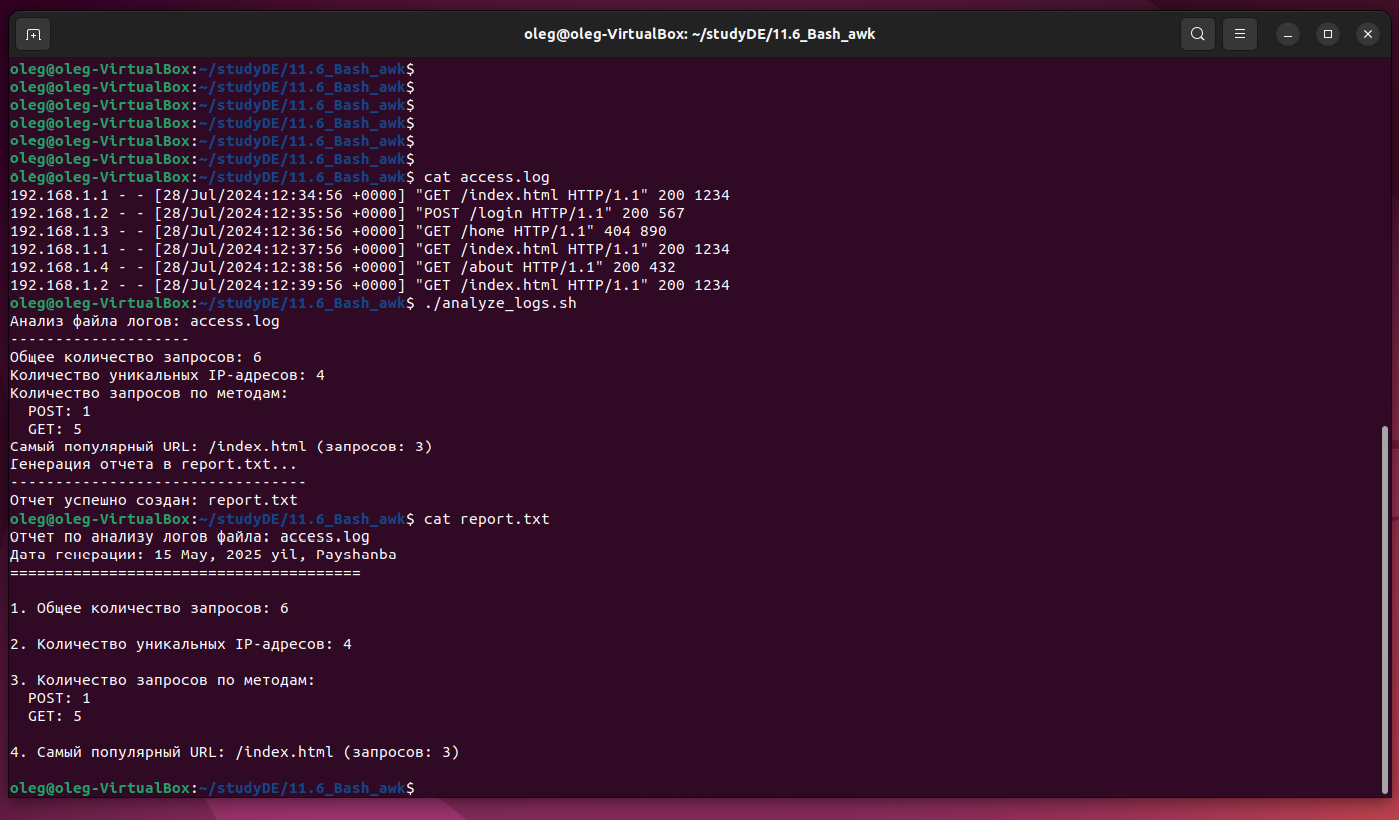 oleg@oleg-VirtualBox: ~/studyDE/11.6_Bash_awk
oleg@oleg-VirtualBox:~/studyDE/11.6_Bash_awk$
oleg@oleg-VirtualBox:~/studyDE/11.6_Bash_awk$
oleg@oleg-VirtualBox:~/studyDE/11.6_Bash_awk$
oleg@oleg-VirtualBox:~/studyDE/11.6_Bash_awk$
oleg@oleg-VirtualBox:~/studyDE/11.6_Bash_awk$
oleg@oleg-VirtualBox:~/studyDE/11.6_Bash_awk$
oleg@oleg-VirtualBox:~/studyDE/11.6_Bash_awk$ cat access.log
192.168.1.1 - - [28/Jul/2024:12:34:56 +0000] "GET /index.html HTTP/1.1" 200 1234
192.168.1.2 - - [28/Jul/2024:12:35:56 +0000] "POST /login HTTP/1.1" 200 567
192.168.1.3 - - [28/Jul/2024:12:36:56 +0000] "GET /home HTTP/1.1" 404 890
192.168.1.1 - - [28/Jul/2024:12:37:56 +0000] "GET /index.html HTTP/1.1" 200 1234
192.168.1.4 - - [28/Jul/2024:12:38:56 +0000] "GET /about HTTP/1.1" 200 432
192.168.1.2 - - [28/Jul/2024:12:39:56 +0000] "GET /index.html HTTP/1.1" 200 1234
oleg@oleg-VirtualBox:~/studyDE/11.6_Bash_awk$ ./analyze_logs.sh
Анализ файла логов: access.log
--------------------
Общее количество запросов: 6
Количество уникальных IP-адресов: 4
Количество запросов по методам:
  POST: 1
  GET: 5
Самый популярный URL: /index.html (запросов: 3)
Генерация отчета в report.txt...
---------------------------------
Отчет успешно создан: report.txt
oleg@oleg-VirtualBox:~/studyDE/11.6_Bash_awk$ cat report.txt
Отчет по анализу логов файла: access.log
Дата генерации: 15 May, 2025 yil, Payshanba
=======================================

1. Общее количество запросов: 6

2. Количество уникальных IP-адресов: 4

3. Количество запросов по методам:
  POST: 1
  GET: 5

4. Самый популярный URL: /index.html (запросов: 3)

oleg@oleg-VirtualBox:~/studyDE/11.6_Bash_awk$